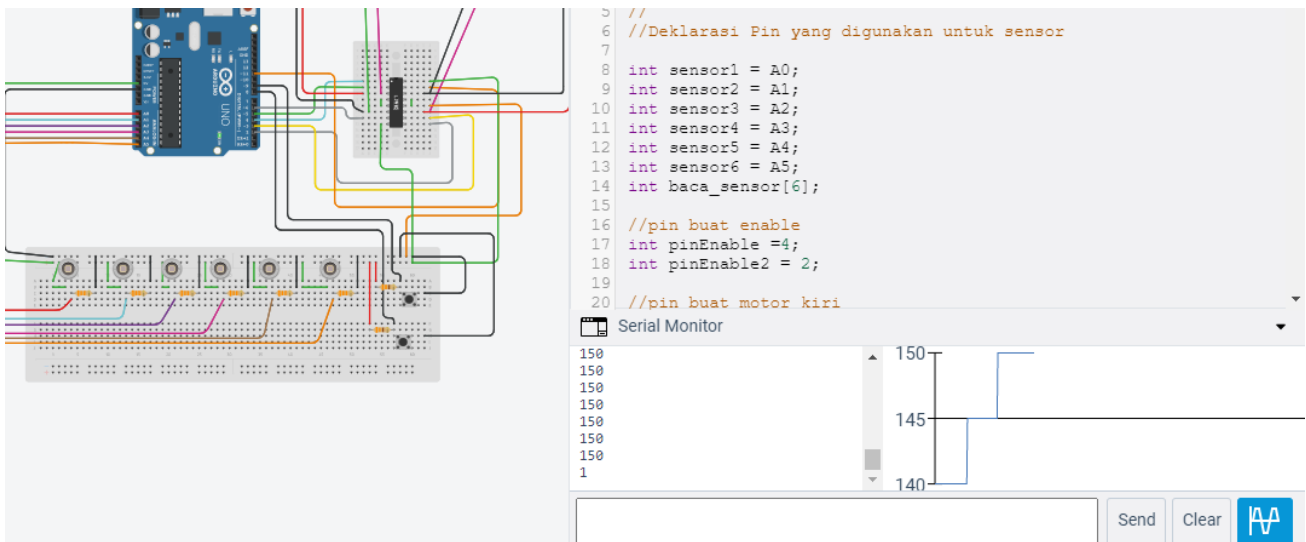 5 //
6 //Deklarasi Pin yang digunakan untuk sensor
7
8 int sensor1 = A0;
9 int sensor2 = A1;
10 int sensor3 = A2;
11 int sensor4 = A3;
12 int sensor5 = A4;
13 int sensor6 = A5;
14 int baca_sensor[6];
15
16 //pin buat enable
17 int pinEnable =4;
18 int pinEnable2 = 2;
19
20 //pin buat motor kiri
Serial Monitor
150
150
150
150
150
150
150
1
150
145
140
Send
Clear
UNO